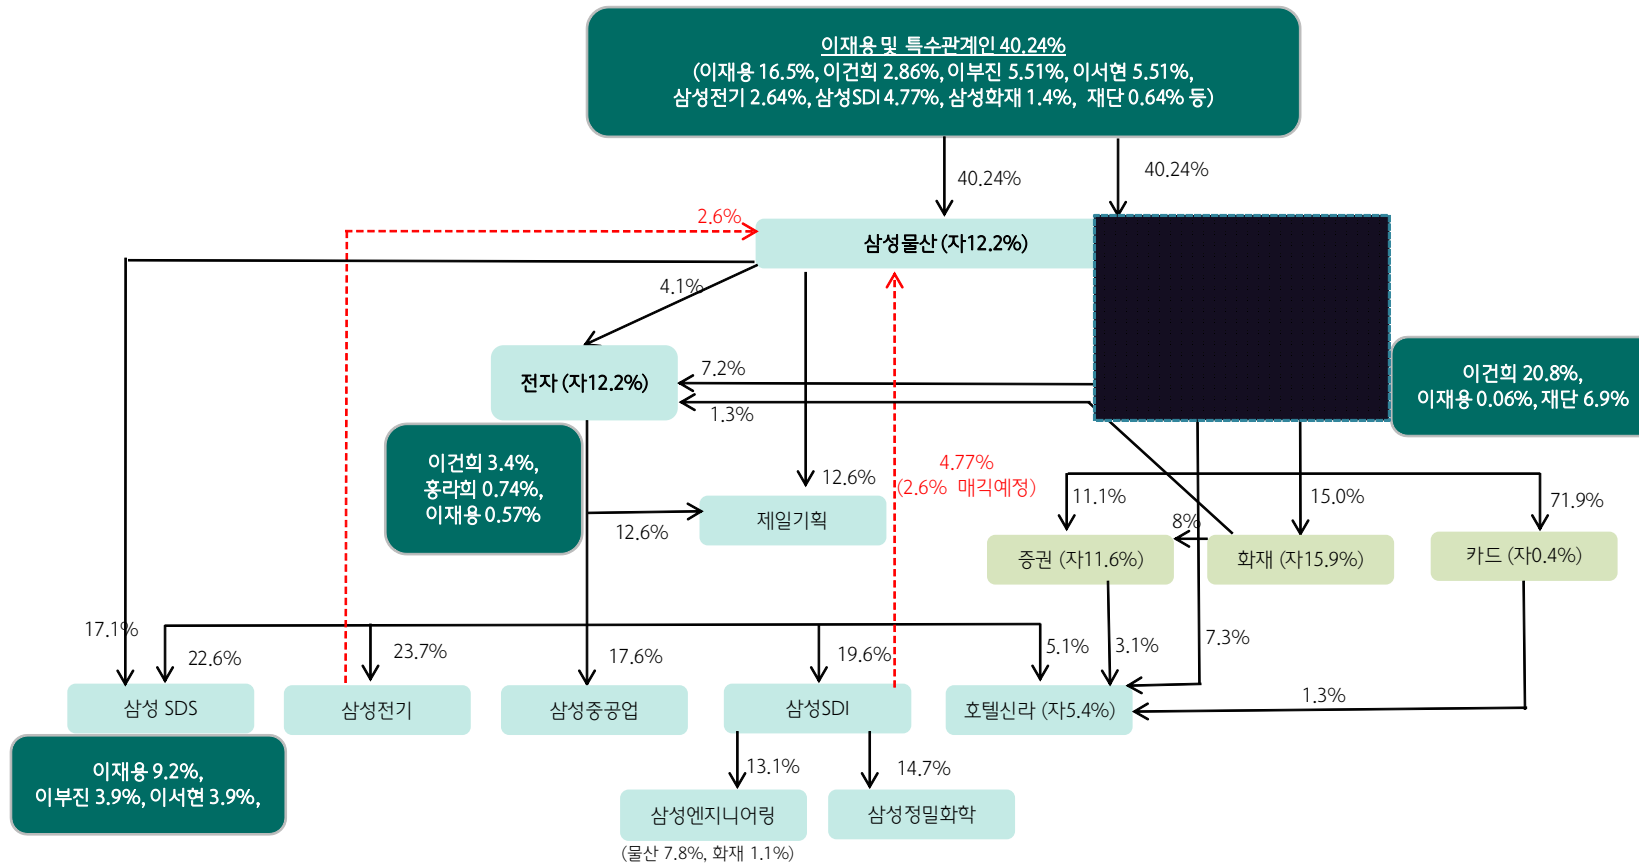 이재용 및 특수관계인 40.24%
(이재용 16.5%, 이건희 2.86%, 이부진 5.51%, 이서현 5.51%,
삼성전기 2.64%, 삼성SDI 4.77%, 삼성화재 1.4%, 재단 0.64% 등)
40.24%
40.24%
2.6%
삼성물산 (자12.2%)
4.1%
7.2%
전자 (자12.2%)
1.3%
이건희 20.8%,
이재용 0.06%, 재단 6.9%
이건희 3.4%,
홍라희 0.74%,
이재용 0.57%
12.6%
4.77%
(2.6% 매각예정)
11.1%
15.0%
71.9%
8%
제일기획
12.6%
증권 (자11.6%)
화재 (자15.9%)
카드 (자0.4%)
17.1%
22.6%
23.7%
17.6%
19.6%
5.1%
3.1%
7.3%
1.3%
삼성 SDS
삼성전기
삼성중공업
삼성SDI
호텔신라 (자5.4%)
이재용 9.2%,
이부진 3.9%, 이서현 3.9%,
13.1%
14.7%
삼성엔지니어링
삼성정밀화학
(물산 7.8%, 화재 1.1%)